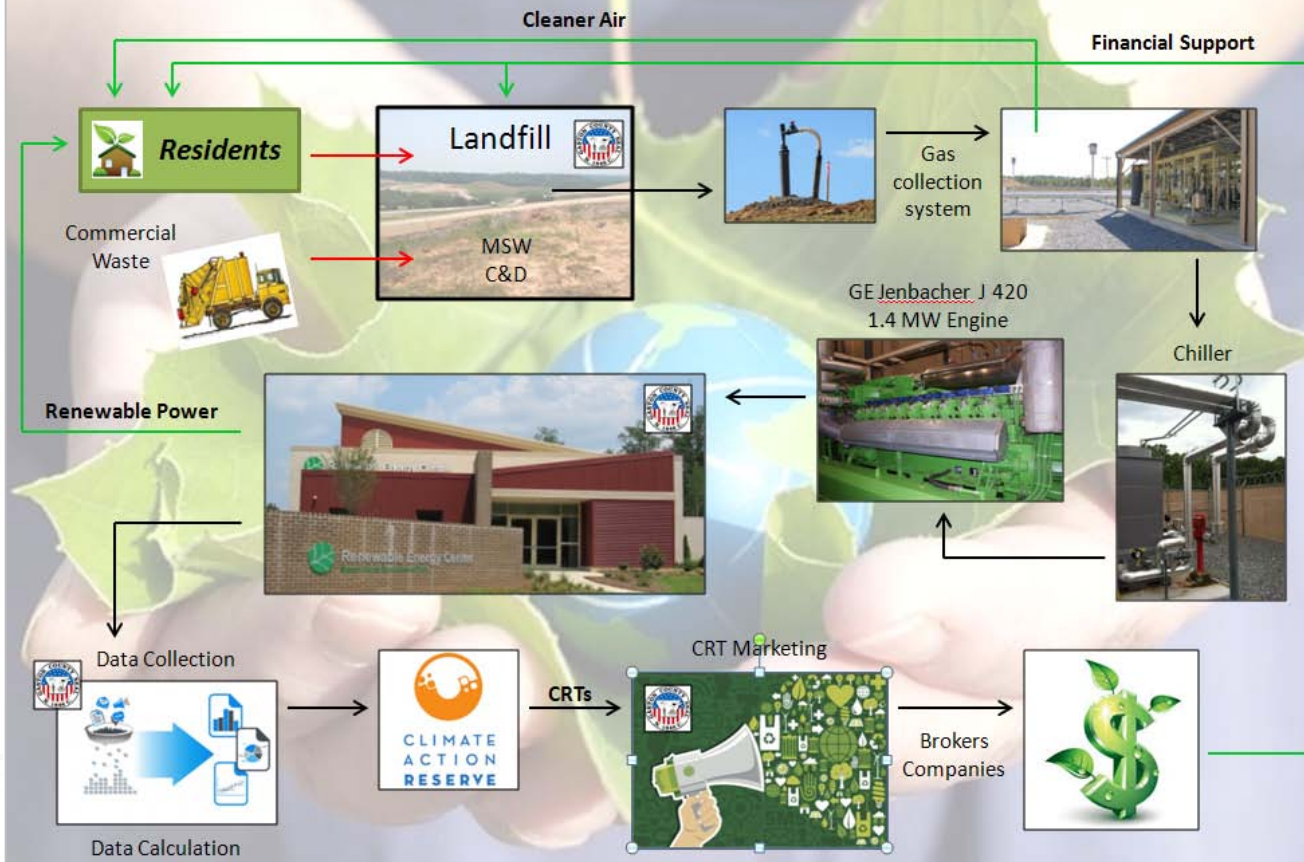 Cleaner Air
Financial Support
Residents
Landfill
Commercial
Waste
MSW
C&D
Gas
collection
system
GE Jenbacher J 420
1.4 MW Engine
Chiller
Renewable Power
Renewable Energy Center
Data Collection
CLIMATE
ACTION
RESERVE
CRTs
CRT Marketing
Brokers
Companies
Data Calculation